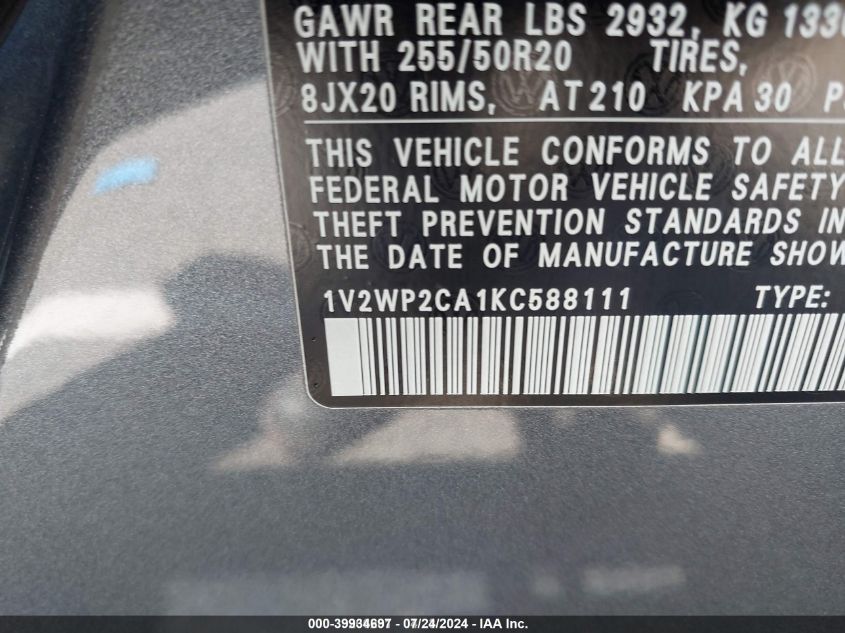 GAWR REAR LBS 2932, KG
WITH 255/50R20 TIRES,
8JX20 RIMS, AT 210 KPA 30
THIS VEHICLE CONFORMS TO ALL
FEDERAL MOTOR VEHICLE SAFETY
THEFT PREVENTION STANDARDS IN
THE DATE OF MANUFACTURE SHOW
1V2WP2CA1KC588111 TYPE:
000-39934697 - 07/24/2024 - IAA Inc.